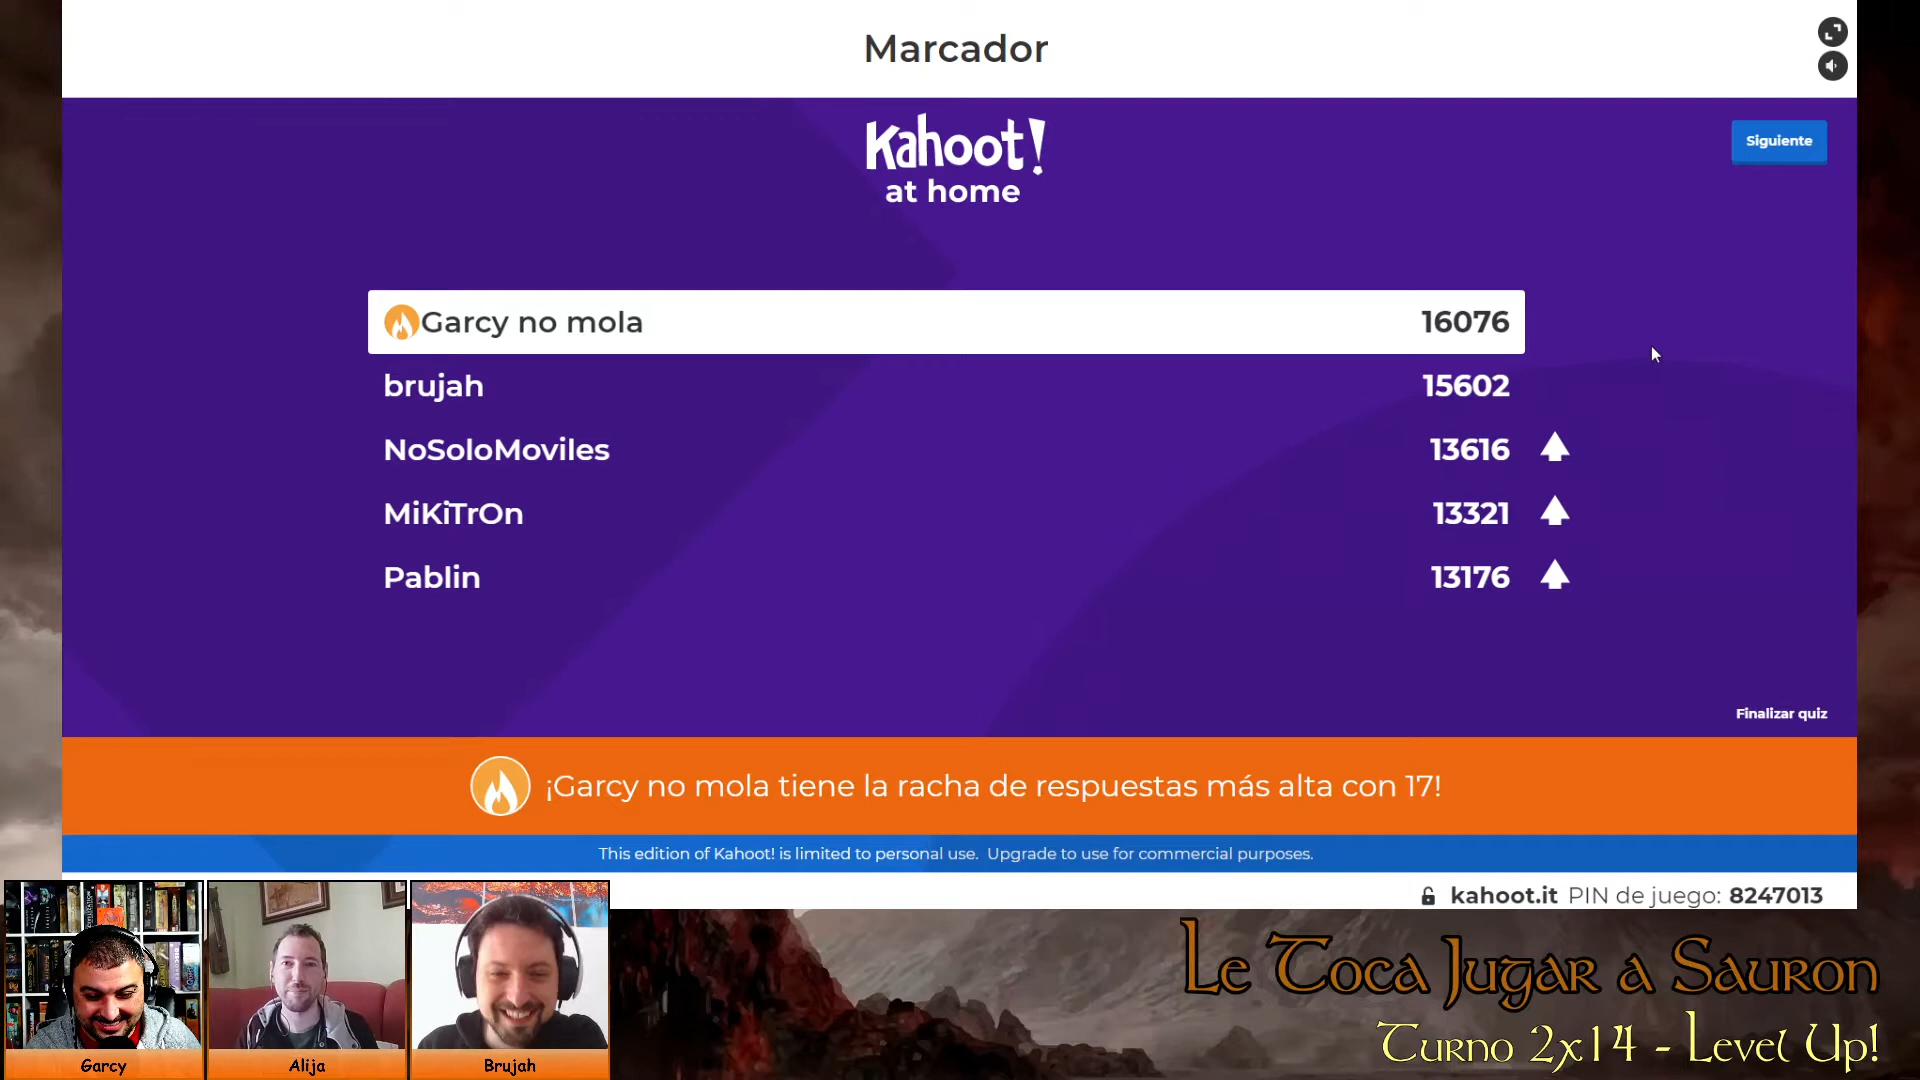 Marcador
Kahoot!
at home
Siguiente
Garcy no mola 16076
brujah 15602
NoSoloMoviles 13616
MiKiTrOn 13321
Pablin 13176
Finalizar quiz
¡Garcy no mola tiene la racha de respuestas más alta con 17!
This edition of Kahoot! is limited to personal use. Upgrade to use for commercial purposes.
kahoot.it PIN de juego: 8247013
Le Toca Jugar a Sauron
Turno 2x14 - Level Up!
Garcy
Alija
Brujah